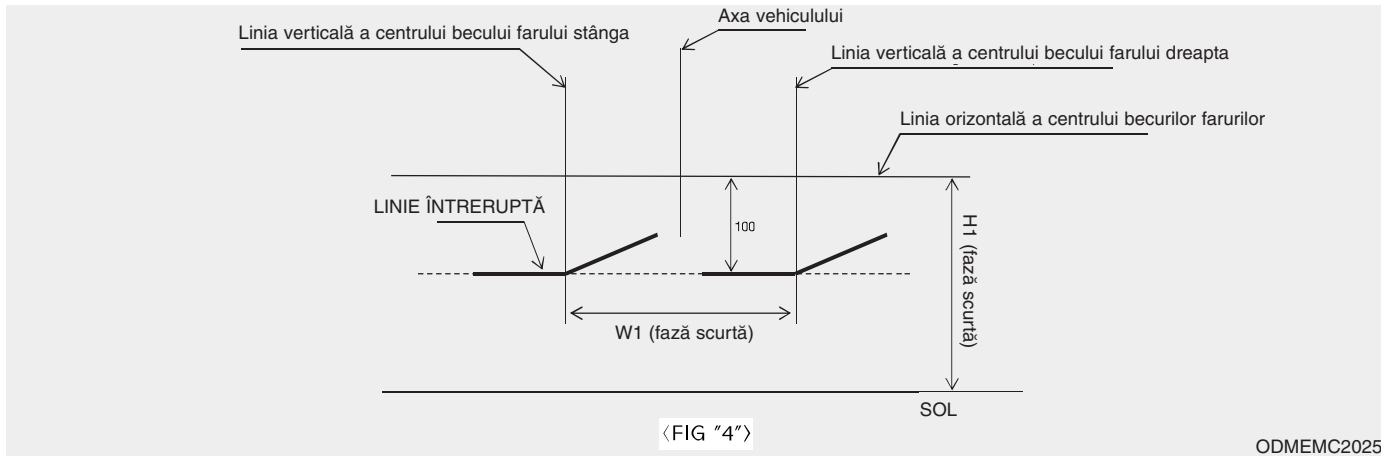 Axa vehiculului
Linia verticală a centrului becului farului stânga
Linia verticală a centrului becului farului dreapta
Linia orizontală a centrului becurilor farurilor
LINIE ÎNTRERUPTĂ
100
H1 (fază scurtă)
W1 (fază scurtă)
SOL
<FIG "4">
ODMEMC2025